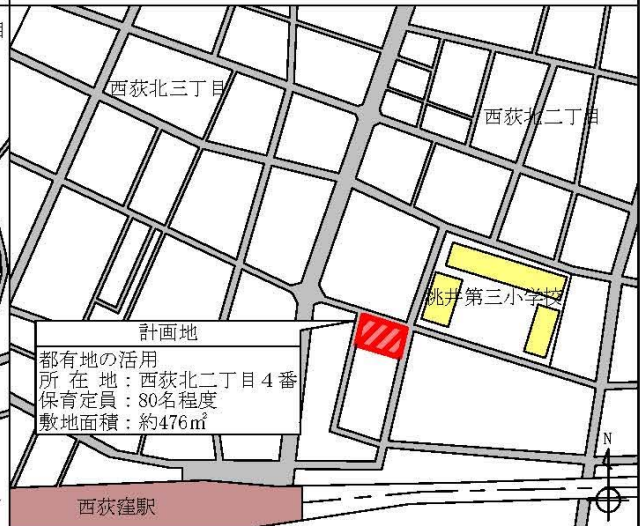 西荻北三丁目
西荻北二丁目
桃井第三小学校
計画地
都有地の活用
所在地：西荻北二丁目４番
保育定員：80名程度
敷地面積：約476㎡
N
西荻窪駅